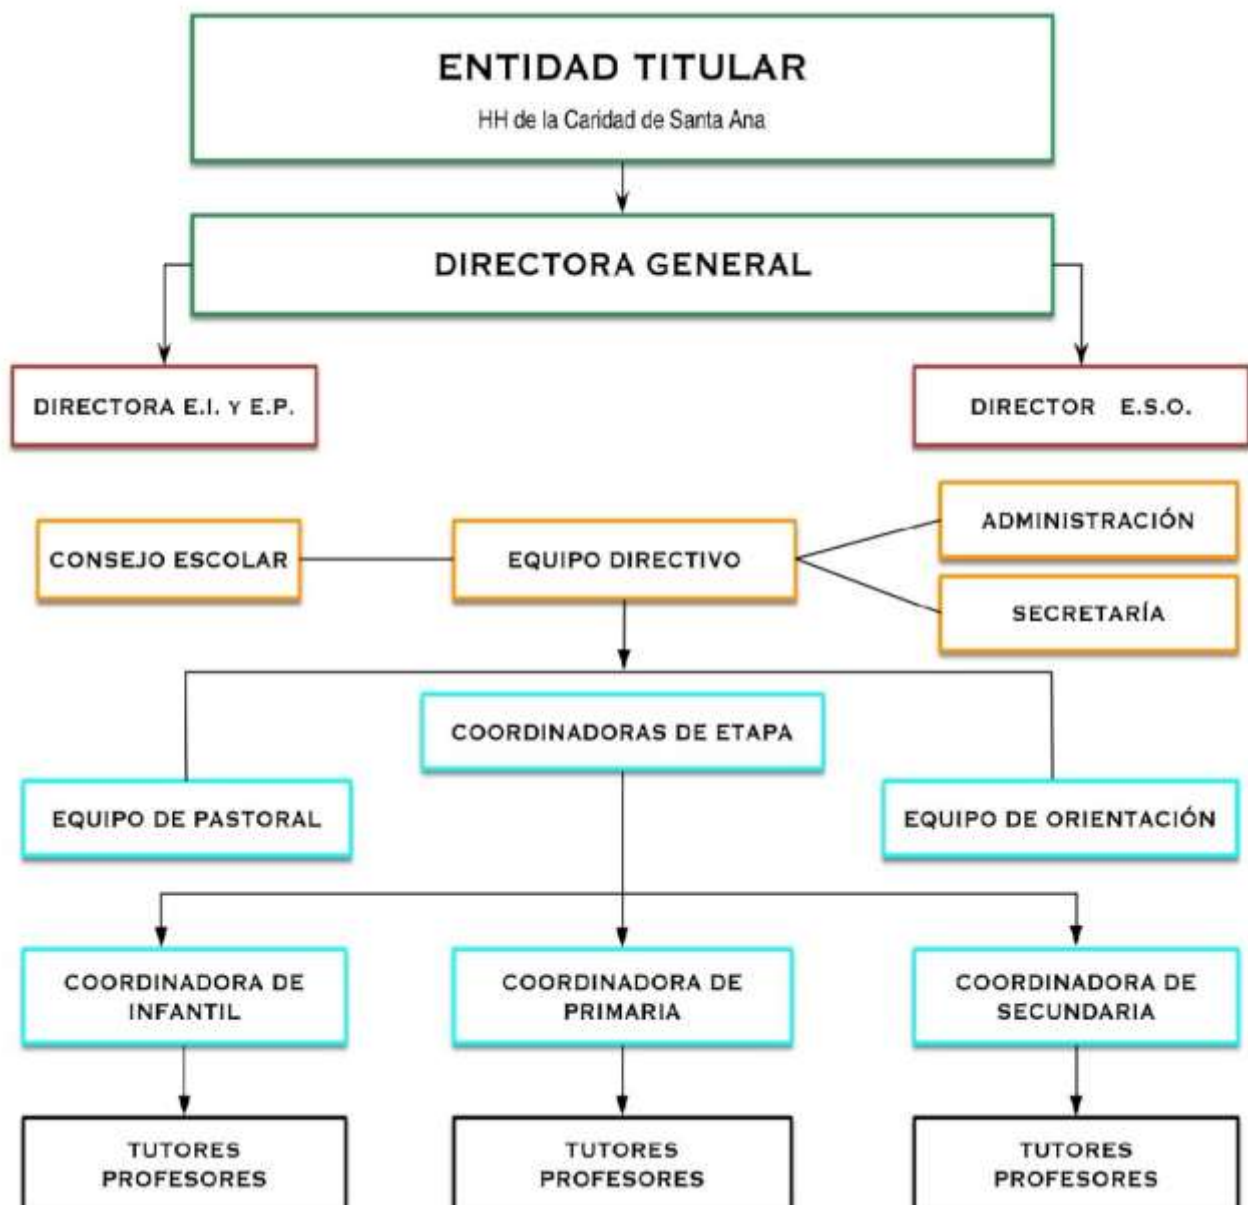 ENTIDAD TITULAR
HH de la Caridad de Santa Ana
DIRECTORA GENERAL
DIRECTORA E.I. Y E.P.
DIRECTOR E.S.O.
CONSEJO ESCOLAR
EQUIPO DIRECTIVO
ADMINISTRACIÓN
SECRETARÍA
COORDINADORAS DE ETAPA
EQUIPO DE PASTORAL
EQUIPO DE ORIENTACIÓN
COORDINADORA DE
INFANTIL
COORDINADORA DE
PRIMARIA
COORDINADORA DE
SECUNDARIA
TUTORES
PROFESORES
TUTORES
PROFESORES
TUTORES
PROFESORES